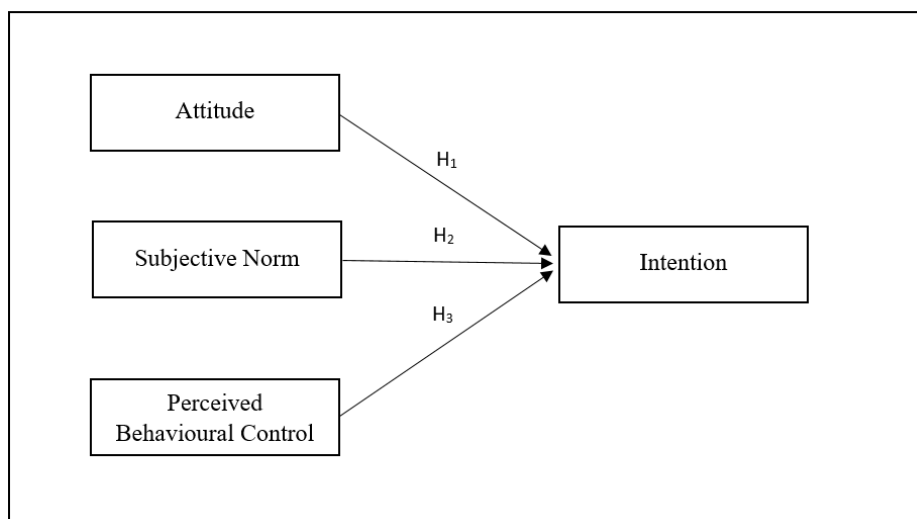 Attitude
H₁
Subjective Norm
H₂
Intention
H₃
Perceived
Behavioural Control